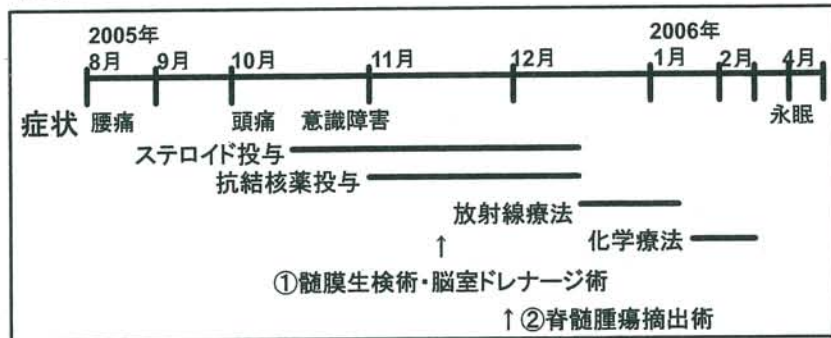 2005年 2006年
8月 9月 10月 11月 12月 1月 2月 4月
症状 腰痛 頭痛 意識障害 永眠
ステロイド投与
抗結核薬投与
放射線療法
化学療法
↑
①髄膜生検術・脳室ドレナージ術
↑②脊髄腫瘍摘出術